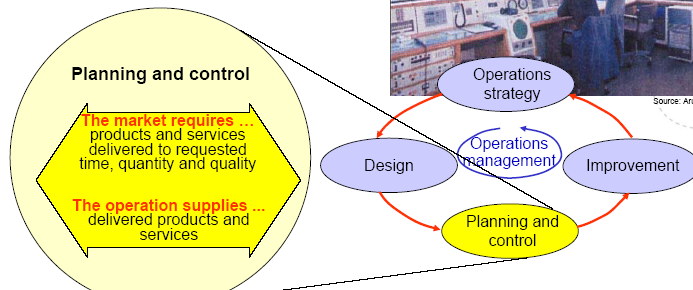 Planning and control
The market requires …
products and services
delivered to requested
time, quantity and quality
The operation supplies ...
delivered products and
services
Operations
strategy
Source:
Operations
management
Design
Improvement
Planning and
control